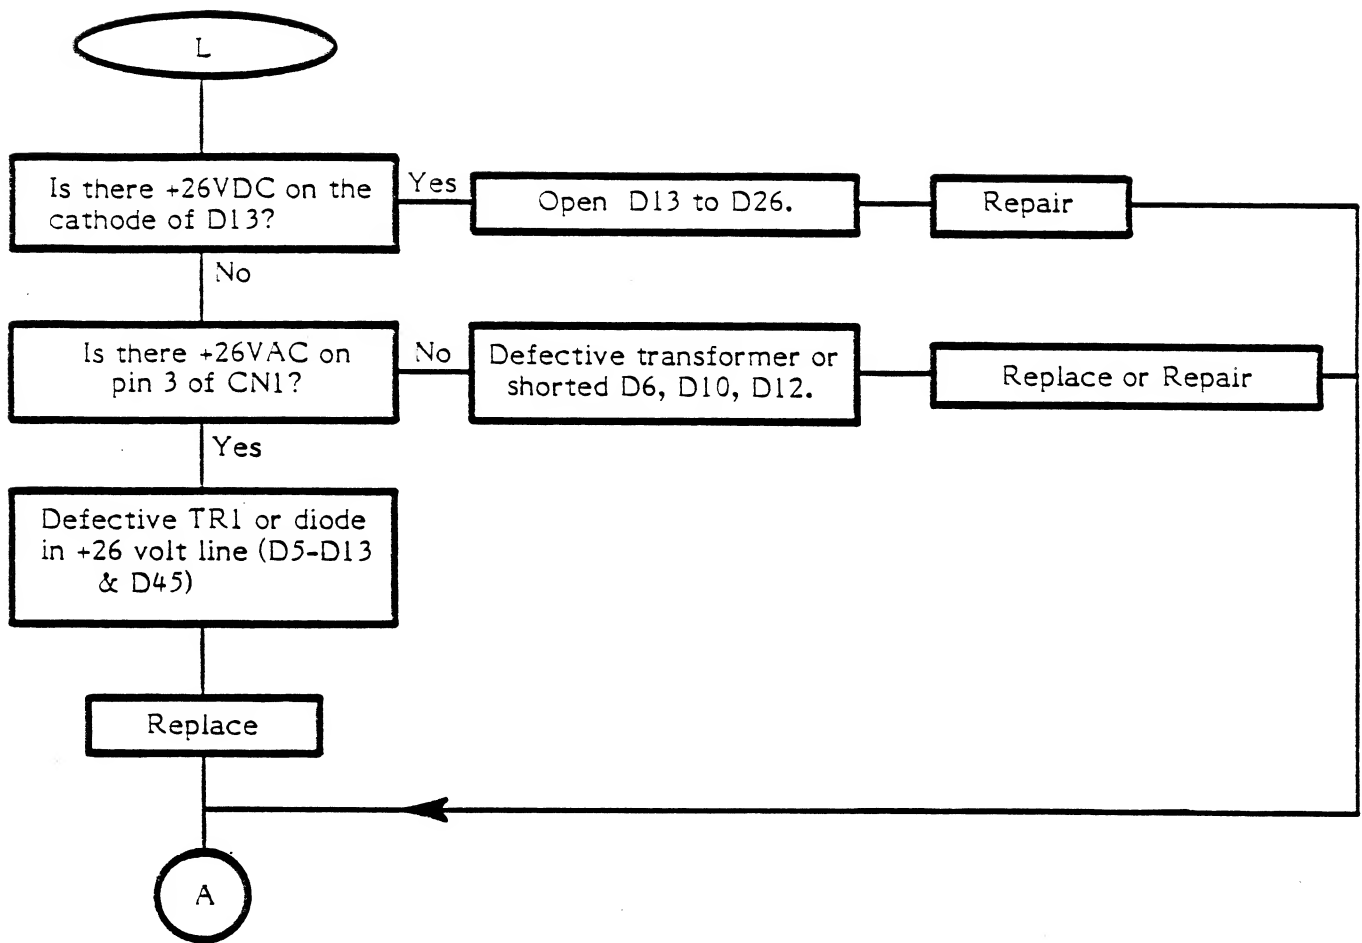 L
Is there +26VDC on the
cathode of D13?
Yes
Open D13 to D26.
Repair
No
Is there +26VAC on
pin 3 of CN1?
No
Defective transformer or
shorted D6, D10, D12.
Replace or Repair
Yes
Defective TR1 or diode
in +26 volt line (D5-D13
& D45)
Replace
A